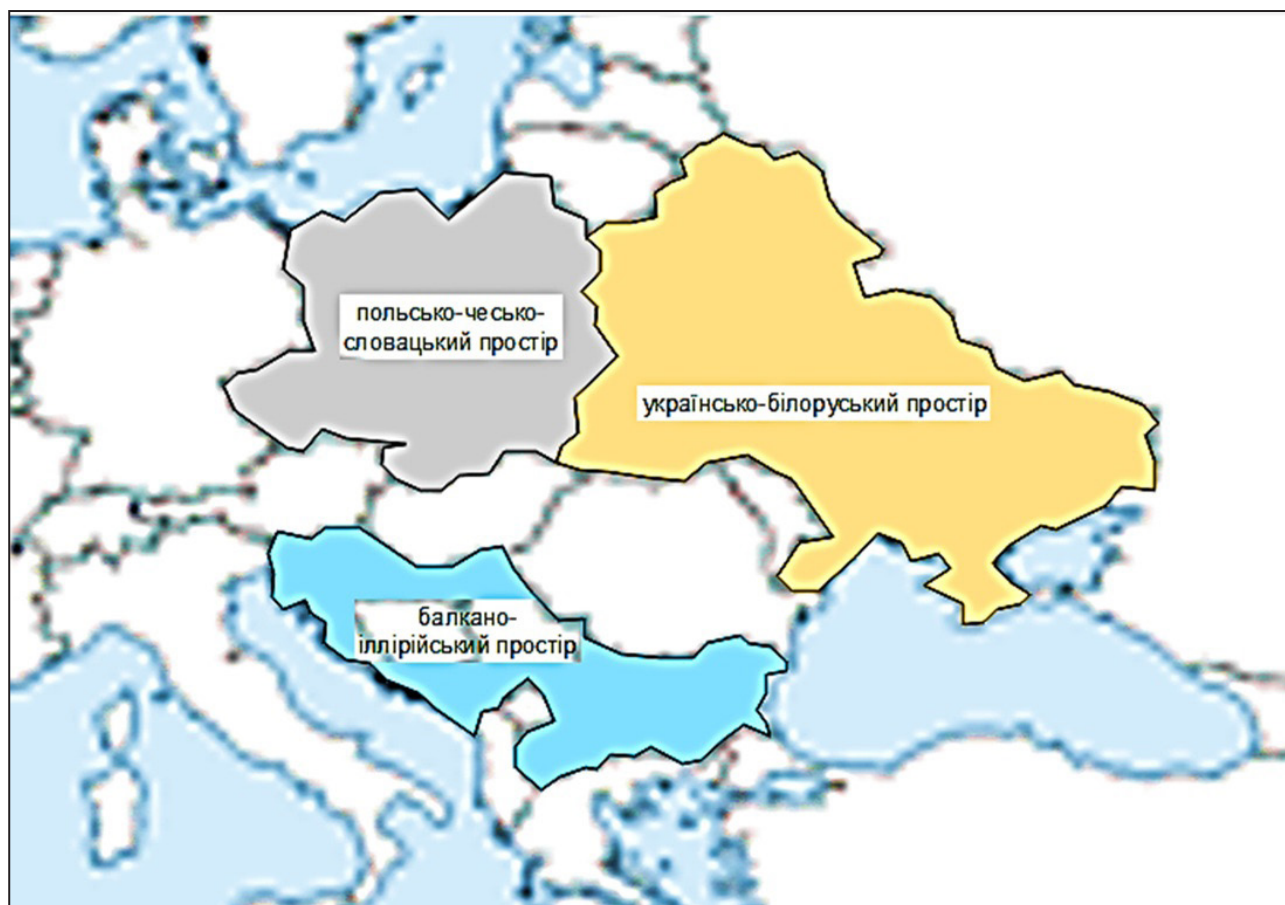 польсько-чесько-
словацький простір
українсько-білоруський простір
балкано-
іллірійський простір